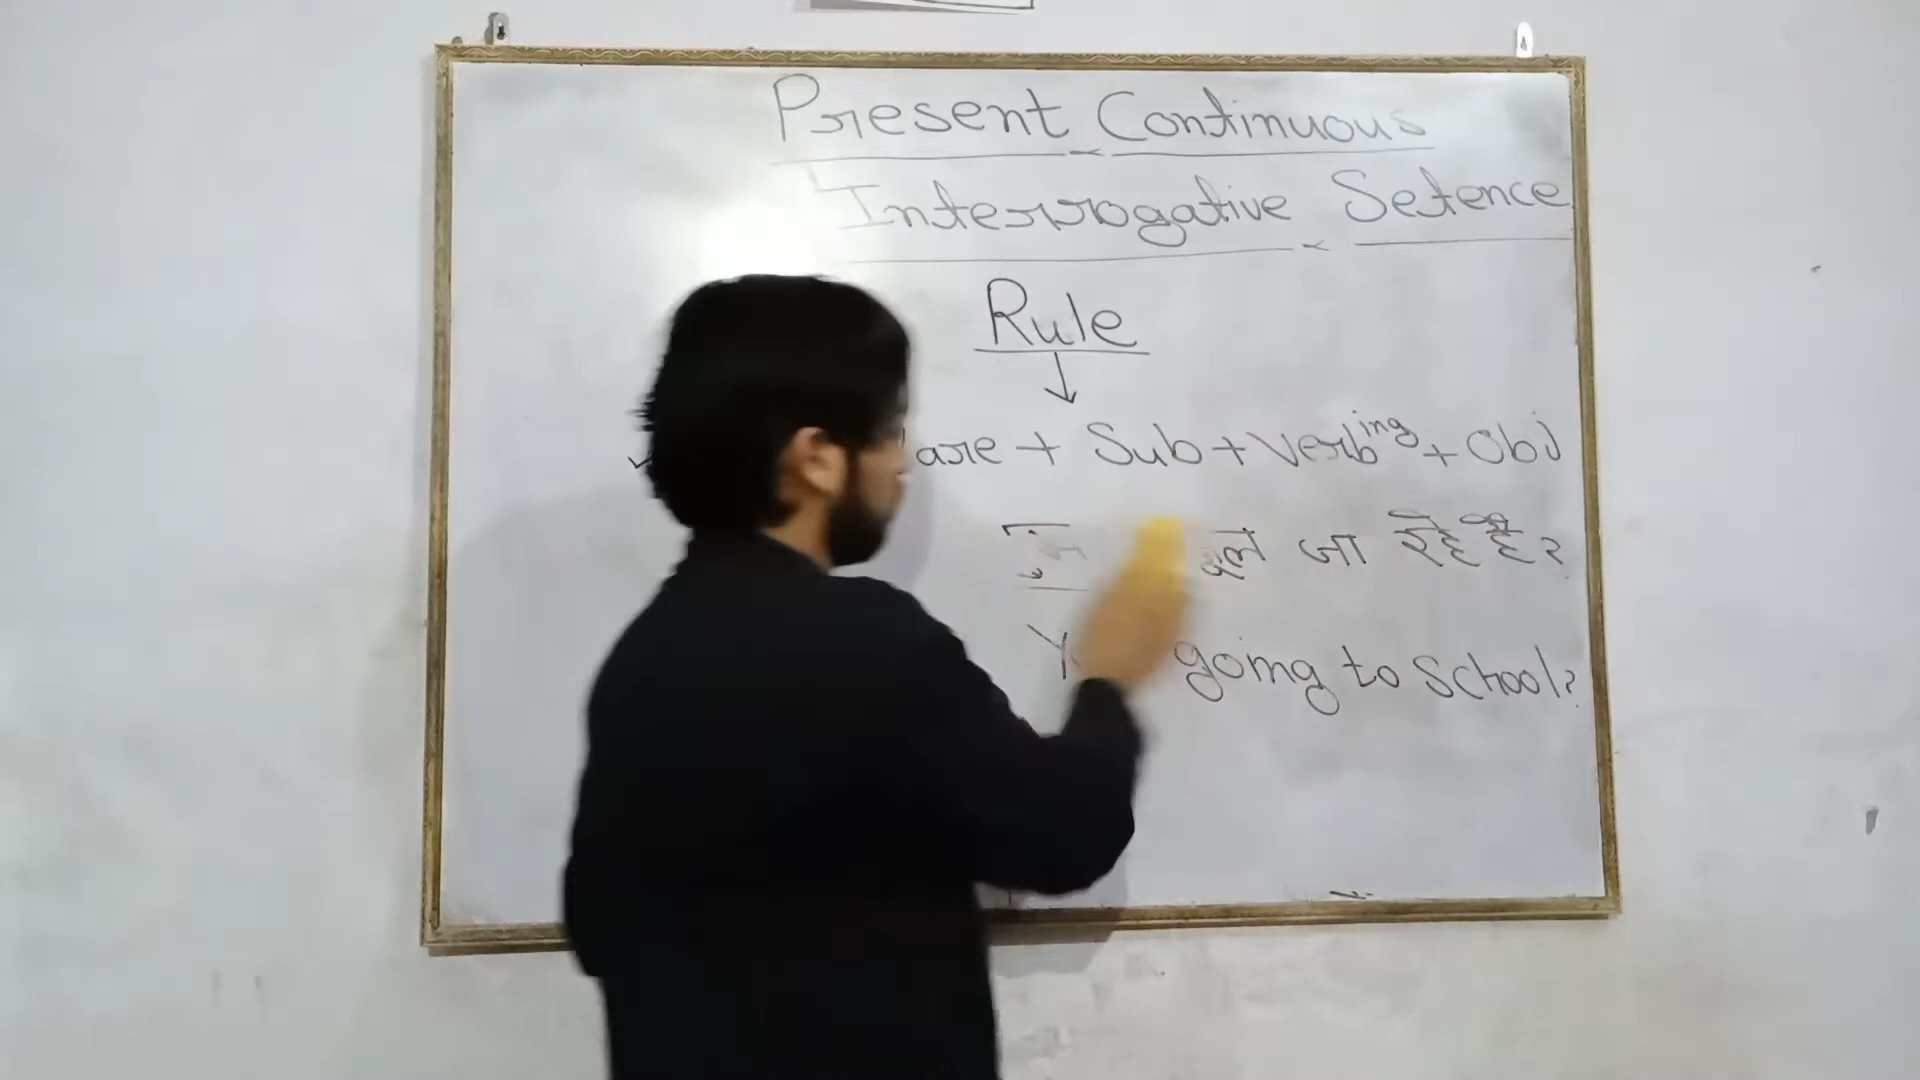 Present Continuous
Interrogative Setence
Rule
are + Sub + Verb ing + Obj
जा रहे हैं?
going to School?